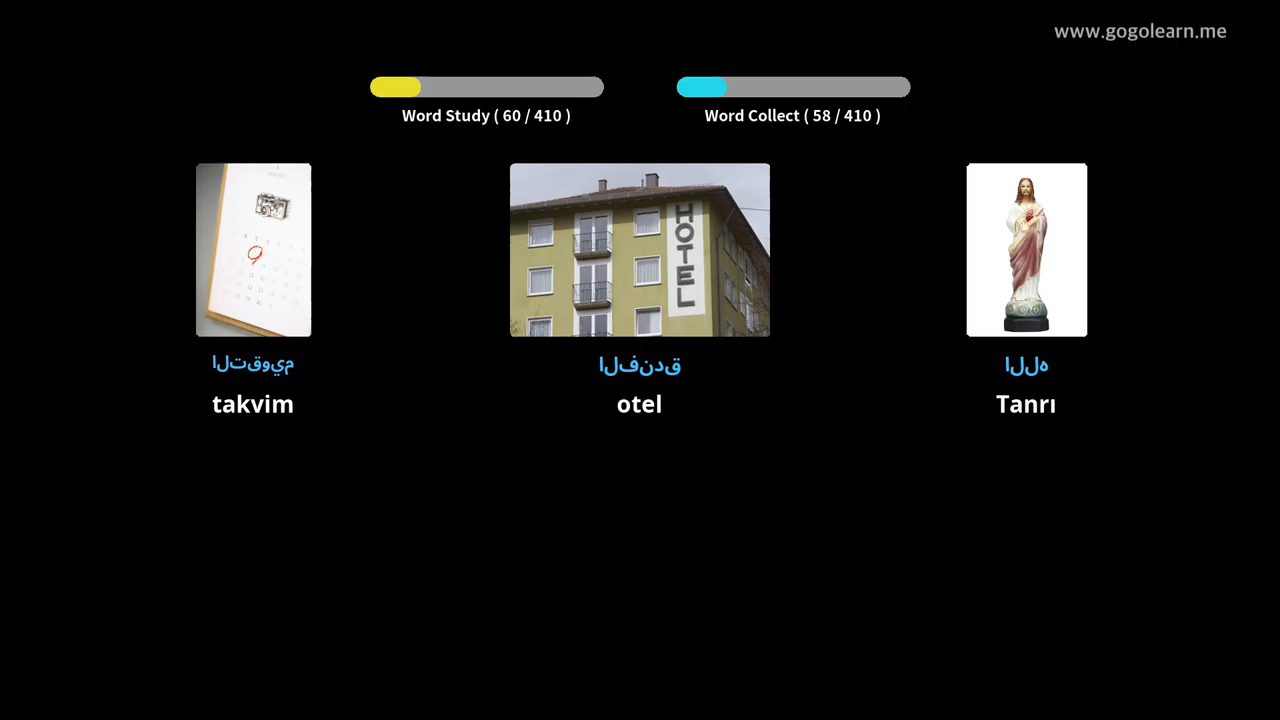 www.gogolearn.me
Word Study ( 60 / 410 )
Word Collect ( 58 / 410 )
HOTEL
التقويم
الفندق
الله
takvim
otel
Tanrı